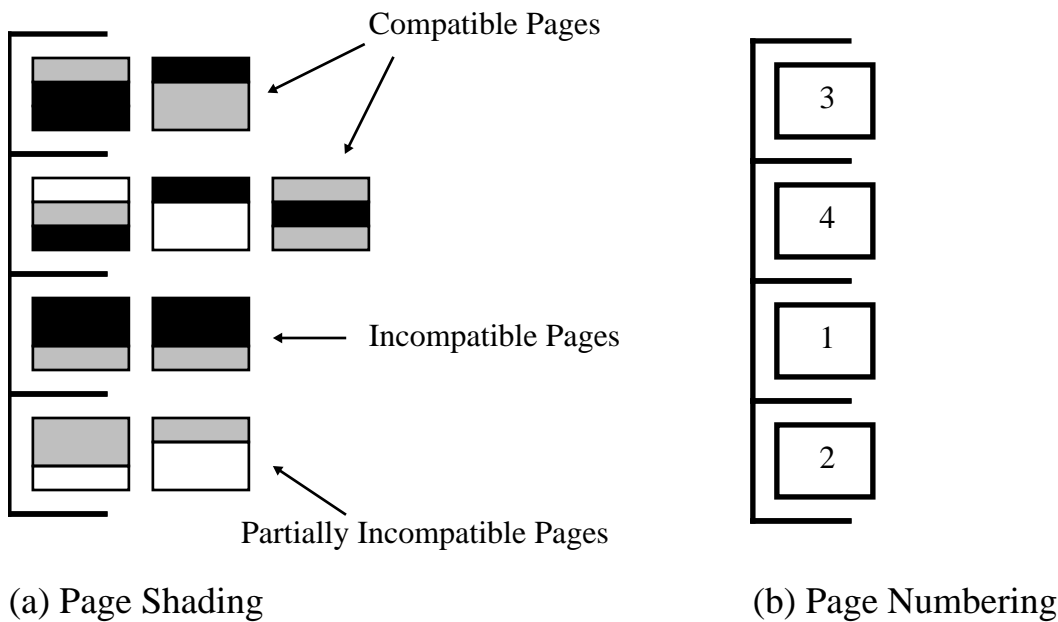 Compatible Pages
Incompatible Pages
Partially Incompatible Pages
(a) Page Shading
3
4
1
2
(b) Page Numbering